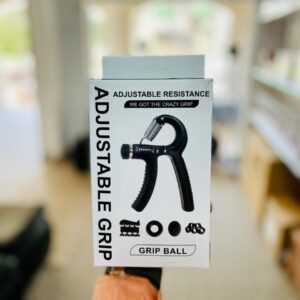 ADJUSTABLE GRIP
ADJUSTABLE RESISTANCE
WE GOT THE CRAZY GRIP
GRIP BALL